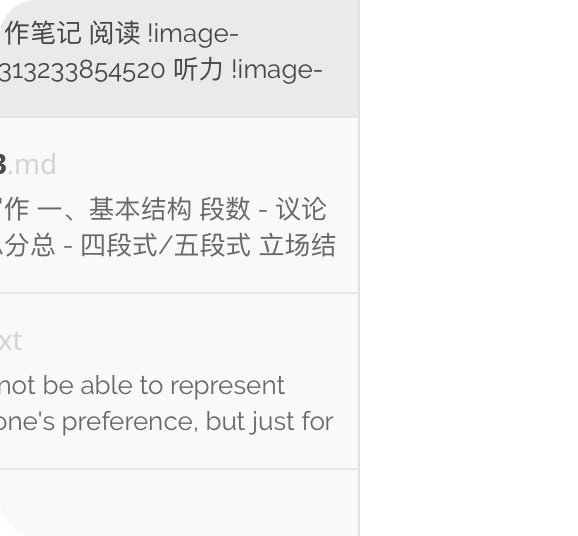 作笔记 阅读 !image-
313233854520 听力 !image-
3.md
写作 一、基本结构 段数 - 议论
分总 - 四段式/五段式 立场结
xt
not be able to represent
one's preference, but just for